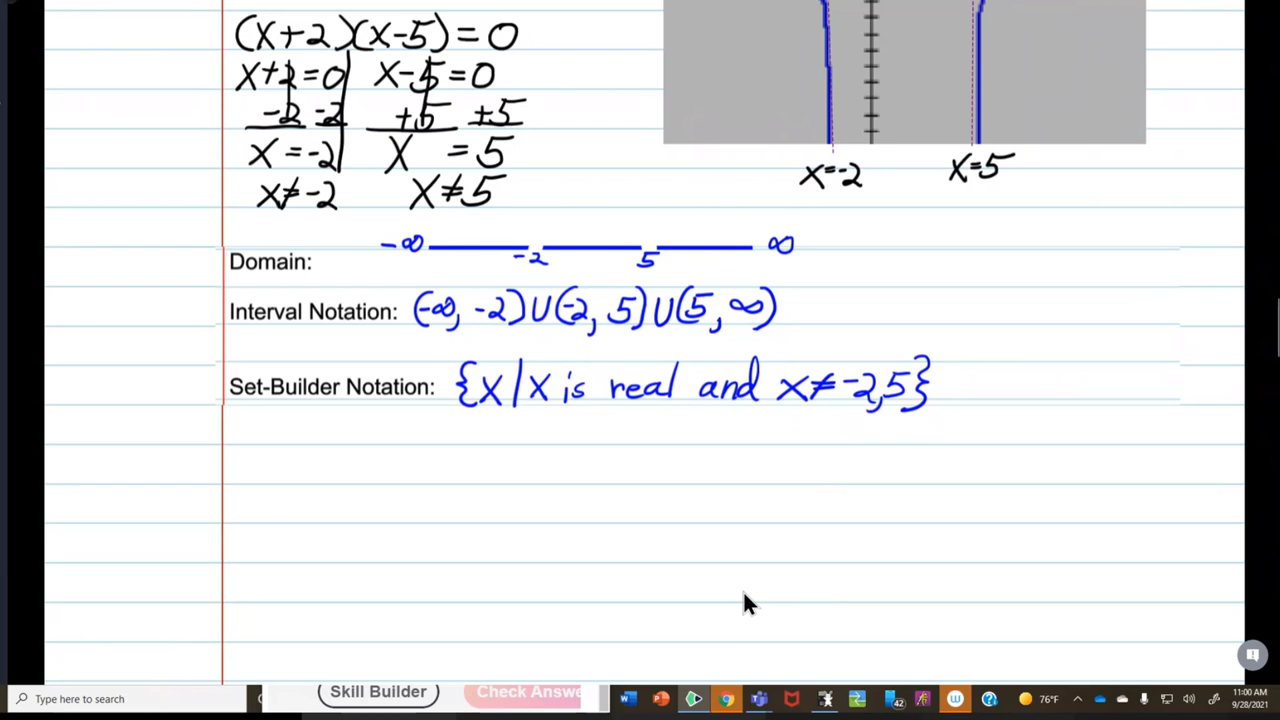 (x+2)(x-5)=0
x+2=0 x-5=0
-2 -2 +5 +5
x=-2 x =5
x≠-2 x≠5
x=-2 x=5
-∞ -2 5 ∞
Domain:
Interval Notation: (-∞, -2)∪(-2, 5)∪(5, ∞)
Set-Builder Notation: {x|x is real and x≠-2,5}
Skill Builder
Check Answe
Type here to search
42
76°F
11:00 AM
9/28/2021